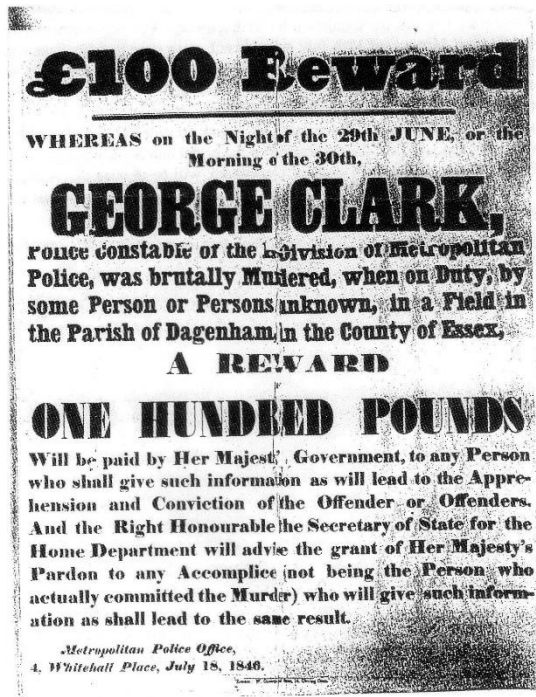 £100 Reward
WHEREAS on the Night of the 29th JUNE, or the
Morning o the 30th,
GEORGE CLARK,
Police Constable of the Division of Metropolitan
Police, was brutally Murdered, when on Duty, by
some Person or Persons unknown, in a Field in
the Parish of Dagenham, in the County of Essex,
A REWARD
ONE HUNDRED POUNDS
Will be paid by Her Majest, Government, to any Person
who shall give such information as will lead to the Appre-
hension and Conviction of the Offender or Offenders.
And the Right Honourable the Secretary of State for the
Home Department will advise the grant of Her Majesty's
Pardon to any Accomplice (not being the Person who
actually committed the Murder) who will give such inform-
ation as shall lead to the same result.
Metropolitan Police Office,
4, Whitehall Place, July 18, 1846.